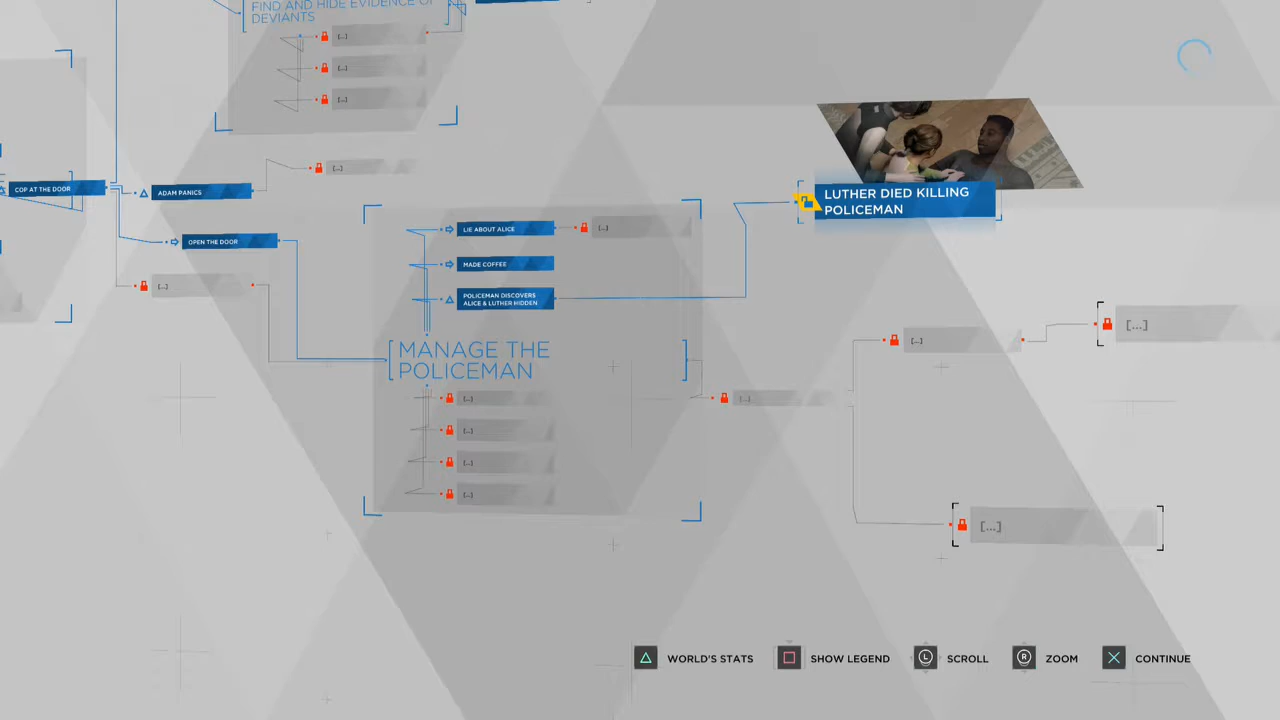 FIND AND HIDE EVIDENCE OF
DEVIANTS
[...]
[...]
[...]
[...]
COP AT THE DOOR
ADAM PANICS
OPEN THE DOOR
[...]
LUTHER DIED KILLING
POLICEMAN
LIE ABOUT ALICE
[...]
MADE COFFEE
POLICEMAN DISCOVERS
ALICE & LUTHER HIDDEN
MANAGE THE
POLICEMAN
[...]
[...]
[...]
[...]
[...]
[...]
[...]
[...]
WORLD'S STATS
SHOW LEGEND
L
SCROLL
R
ZOOM
CONTINUE